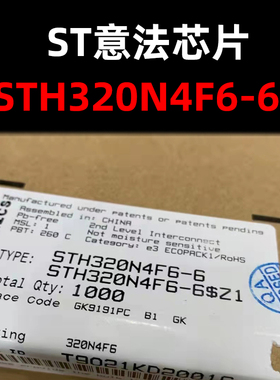 ST意法芯片
STH320N4F6-6
Manufactured under patents or patents pending
Assembled in: CHINA
Pb-free 2nd Level Interconnect
MSL: 1 Not moisture sensitive
PBT: 260 C Category: e3 ECOPACK1/RoHS
TYPE: STH320N4F6-6
STH320N4F6-6$Z1
Total Qty: 1000
ace Code GK9191PC B1 GK
ing 320N4F6